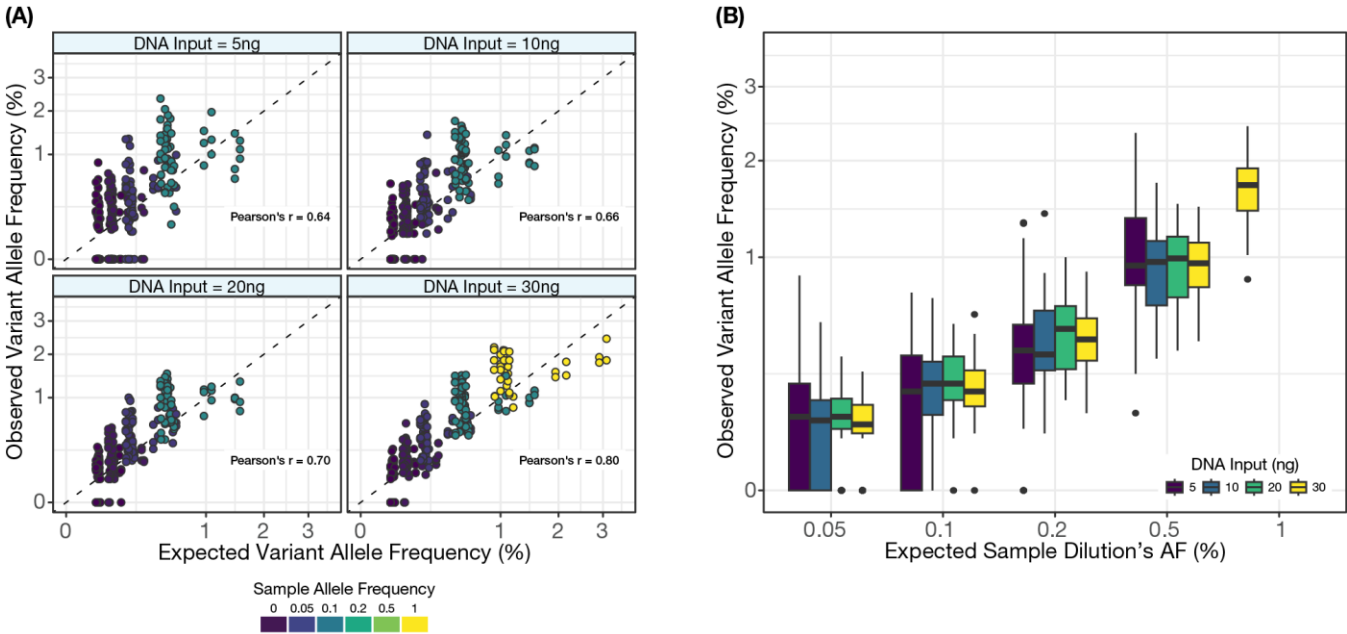 (A)
DNA Input = 5ng
DNA Input = 10ng
3
2
1
0
Pearson's r = 0.64
Pearson's r = 0.66
DNA Input = 20ng
DNA Input = 30ng
3
2
1
0
Pearson's r = 0.70
Pearson's r = 0.80
0 1 2 3
0 1 2 3
Observed Variant Allele Frequency (%)
Expected Variant Allele Frequency (%)
Sample Allele Frequency
0 0.05 0.1 0.2 0.5 1
(B)
Observed Variant Allele Frequency (%)
3
2
1
0
DNA Input (ng)
5 10 20 30
0.05 0.1 0.2 0.5 1
Expected Sample Dilution's AF (%)